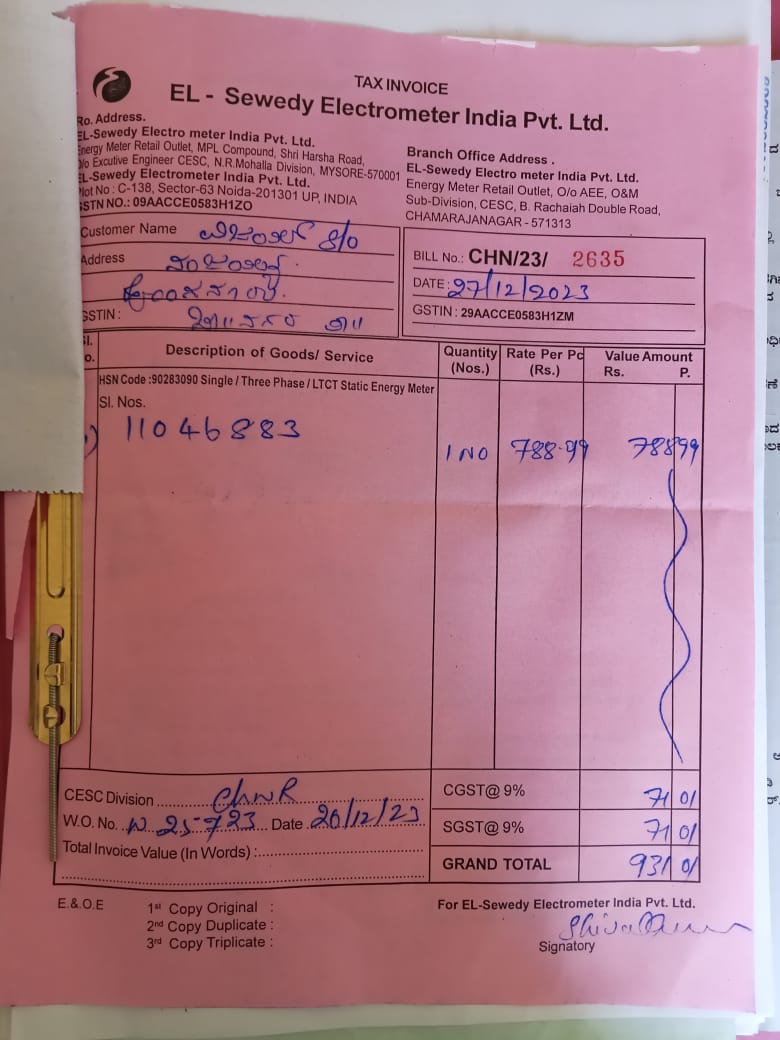 TAX INVOICE
EL - Sewedy Electrometer India Pvt. Ltd.
Ro. Address.
EL-Sewedy Electro meter India Pvt. Ltd.
Energy Meter Retail Outlet, MPL Compound, Shri Harsha Road,
O/o Excutive Engineer CESC, N.R.Mohalla Division, MYSORE-570001
EL-Sewedy Electrometer India Pvt. Ltd.
Plot No : C-138, Sector-63 Noida-201301 UP, INDIA
GSTN NO.: 09AACCE0583H1ZO
Branch Office Address .
EL-Sewedy Electro meter India Pvt. Ltd.
Energy Meter Retail Outlet, O/o AEE, O&M
Sub-Division, CESC, B. Rachaiah Double Road,
CHAMARAJANAGAR - 571313
Customer Name S/O
Address
GSTIN :
BILL No.: CHN/23/ 2635
DATE : 27/12/2023
GSTIN : 29AACCE0583H1ZM
Sl. No. Description of Goods/ Service Quantity (Nos.) Rate Per Pc (Rs.) Value Amount Rs. P.
HSN Code :90283090 Single / Three Phase / LTCT Static Energy Meter
Sl. Nos.
11046883 1 NO 788.99 788 99
CESC Division ChNR
W.O. No. N 25723 Date 26/12/23
Total Invoice Value (In Words) :
CGST@ 9% 71 01
SGST@ 9% 71 01
GRAND TOTAL 931 01
E.& O.E
1st Copy Original :
2nd Copy Duplicate :
3rd Copy Triplicate :
For EL-Sewedy Electrometer India Pvt. Ltd.
Signatory